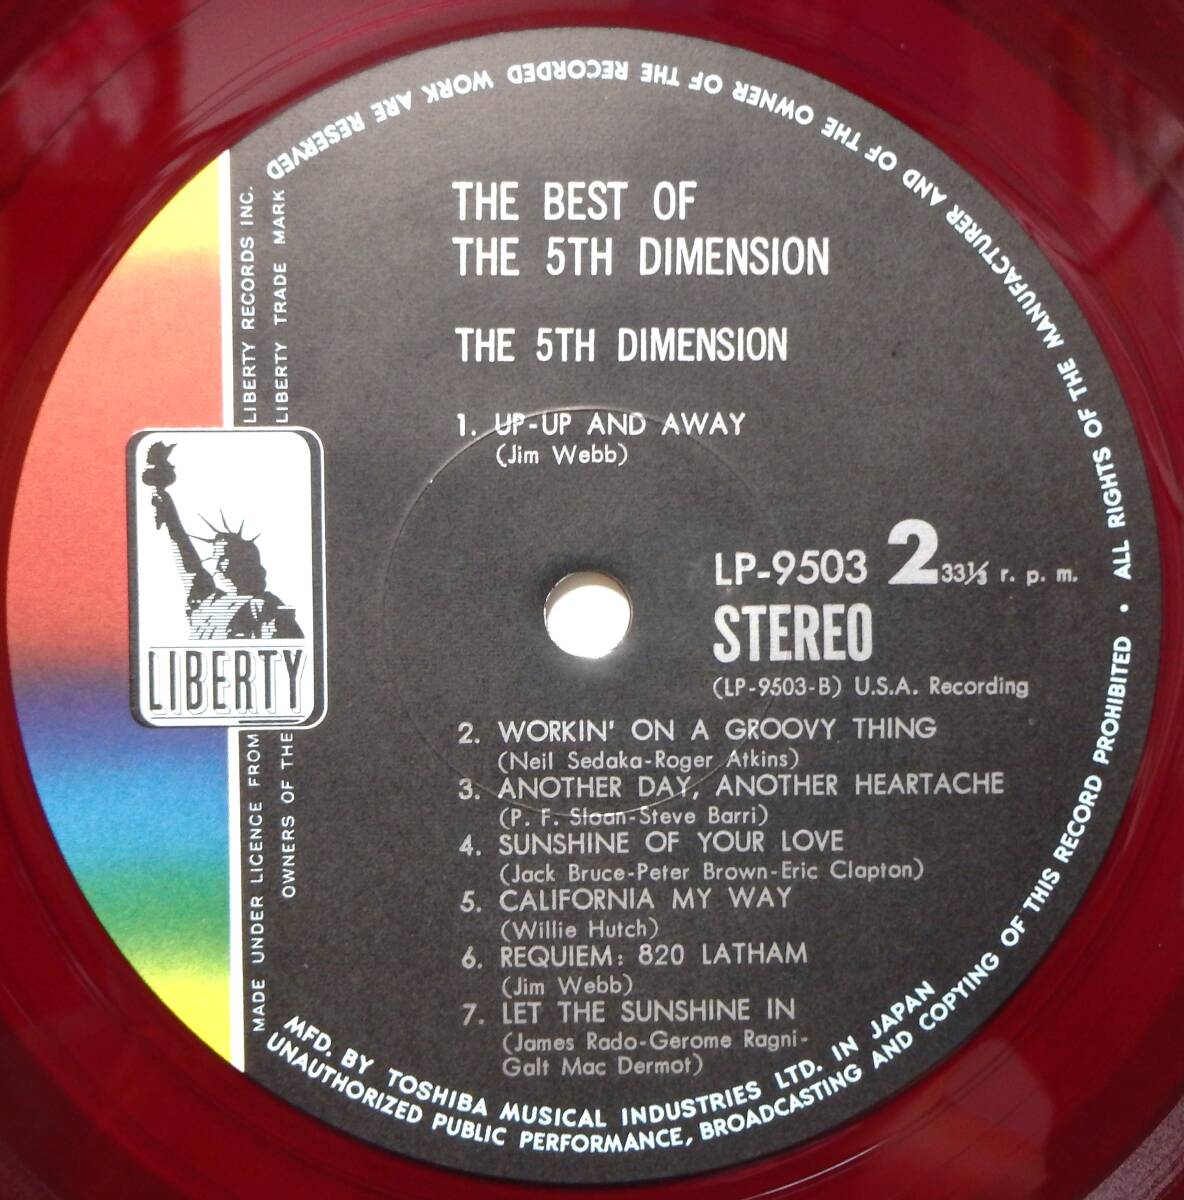 THE BEST OF
THE 5TH DIMENSION
THE 5TH DIMENSION
1. UP-UP AND AWAY
(Jim Webb)
LP-9503 2 33⅓ r. p. m.
STEREO
(LP-9503-B) U.S.A. Recording
2. WORKIN' ON A GROOVY THING
(Neil Sedaka-Roger Atkins)
3. ANOTHER DAY, ANOTHER HEARTACHE
(P. F. Sloan-Steve Barri)
4. SUNSHINE OF YOUR LOVE
(Jack Bruce-Peter Brown-Eric Clapton)
5. CALIFORNIA MY WAY
(Willie Hutch)
6. REQUIEM: 820 LATHAM
(Jim Webb)
7. LET THE SUNSHINE IN
(James Rado-Gerome Ragni-
Galt Mac Dermot)
LIBERTY
MADE UNDER LICENCE FROM LIBERTY RECORDS INC.
OWNERS OF THE LIBERTY TRADE MARK
MFD. BY TOSHIBA MUSICAL INDUSTRIES LTD. IN JAPAN
UNAUTHORIZED PUBLIC PERFORMANCE, BROADCASTING AND COPYING OF THIS RECORD PROHIBITED • ALL RIGHTS OF THE MANUFACTURER AND OF THE OWNER OF THE RECORDED WORK ARE RESERVED